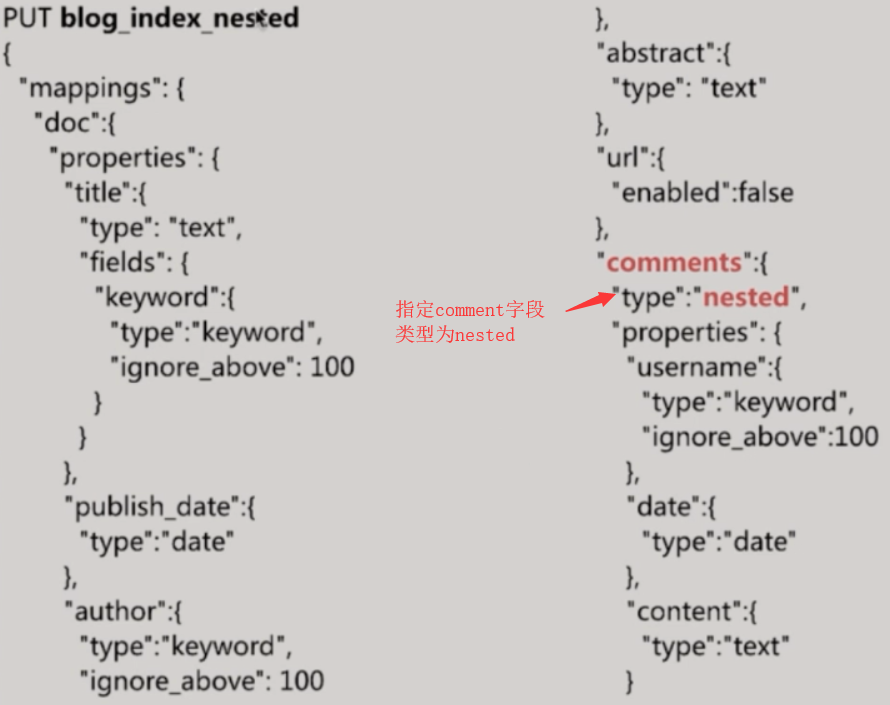 PUT blog_index_nested
{
"mappings": {
"doc":{
"properties": {
"title":{
"type": "text",
"fields": {
"keyword":{
"type":"keyword",
"ignore_above": 100
}
}
},
"publish_date":{
"type":"date"
},
"author":{
"type":"keyword",
"ignore_above": 100
},
"abstract":{
"type": "text"
},
"url":{
"enabled":false
},
"comments":{
"type":"nested",
"properties": {
"username":{
"type":"keyword",
"ignore_above":100
},
"date":{
"type":"date"
},
"content":{
"type":"text"
}
指定comment字段
类型为nested